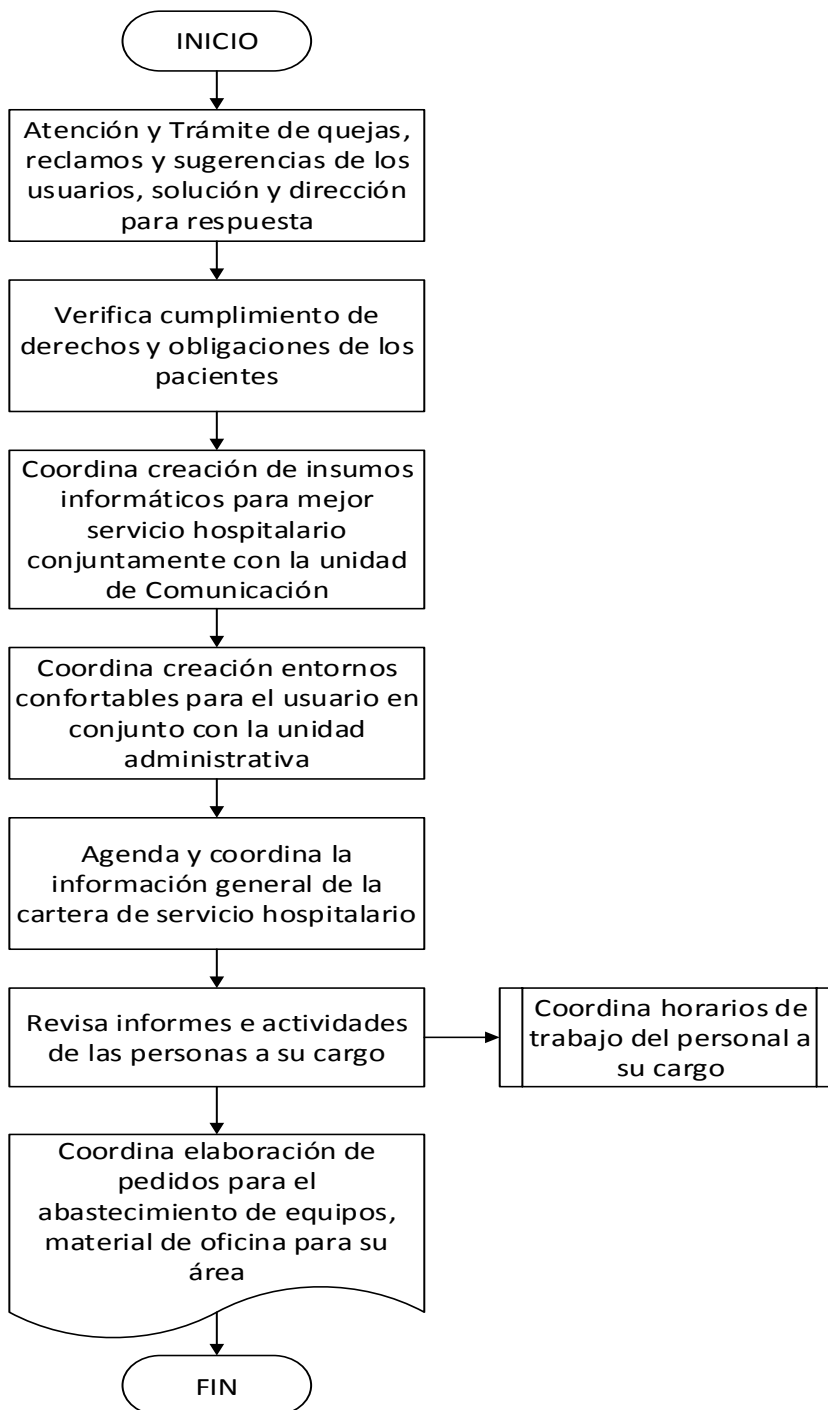 INICIO
Atención y Trámite de quejas,
reclamos y sugerencias de los
usuarios, solución y dirección
para respuesta
Verifica cumplimiento de
derechos y obligaciones de los
pacientes
Coordina creación de insumos
informáticos para mejor
servicio hospitalario
conjuntamente con la unidad
de Comunicación
Coordina creación entornos
confortables para el usuario en
conjunto con la unidad
administrativa
Agenda y coordina la
información general de la
cartera de servicio hospitalario
Revisa informes e actividades
de las personas a su cargo
Coordina horarios de
trabajo del personal a
su cargo
Coordina elaboración de
pedidos para el
abastecimiento de equipos,
material de oficina para su
área
FIN